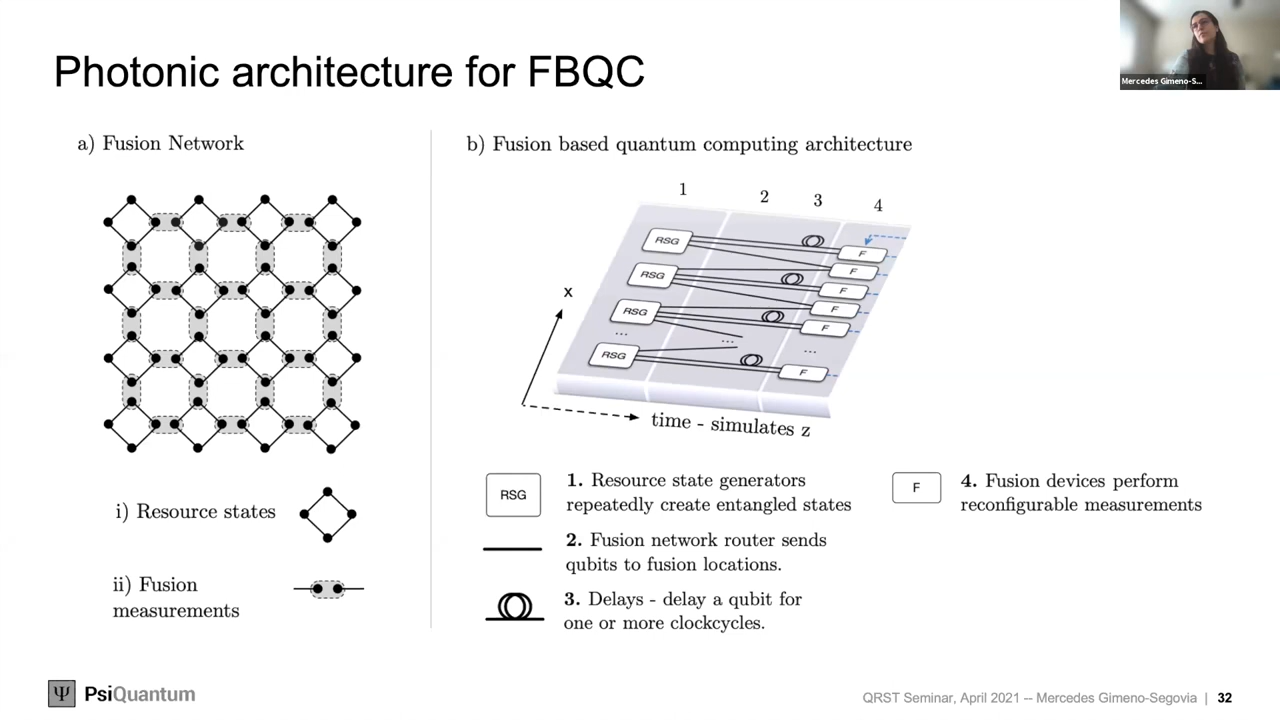 Mercedes Gimeno-S...
Photonic architecture for FBQC
a) Fusion Network
i) Resource states
ii) Fusion
measurements
b) Fusion based quantum computing architecture
1
2
3
4
RSG
RSG
RSG
...
RSG
...
F
F
F
F
F
...
F
x
time - simulates z
RSG
1. Resource state generators
repeatedly create entangled states
2. Fusion network router sends
qubits to fusion locations.
3. Delays - delay a qubit for
one or more clockcycles.
F
4. Fusion devices perform
reconfigurable measurements
Ψ PsiQuantum
QRST Seminar, April 2021 -- Mercedes Gimeno-Segovia | 32